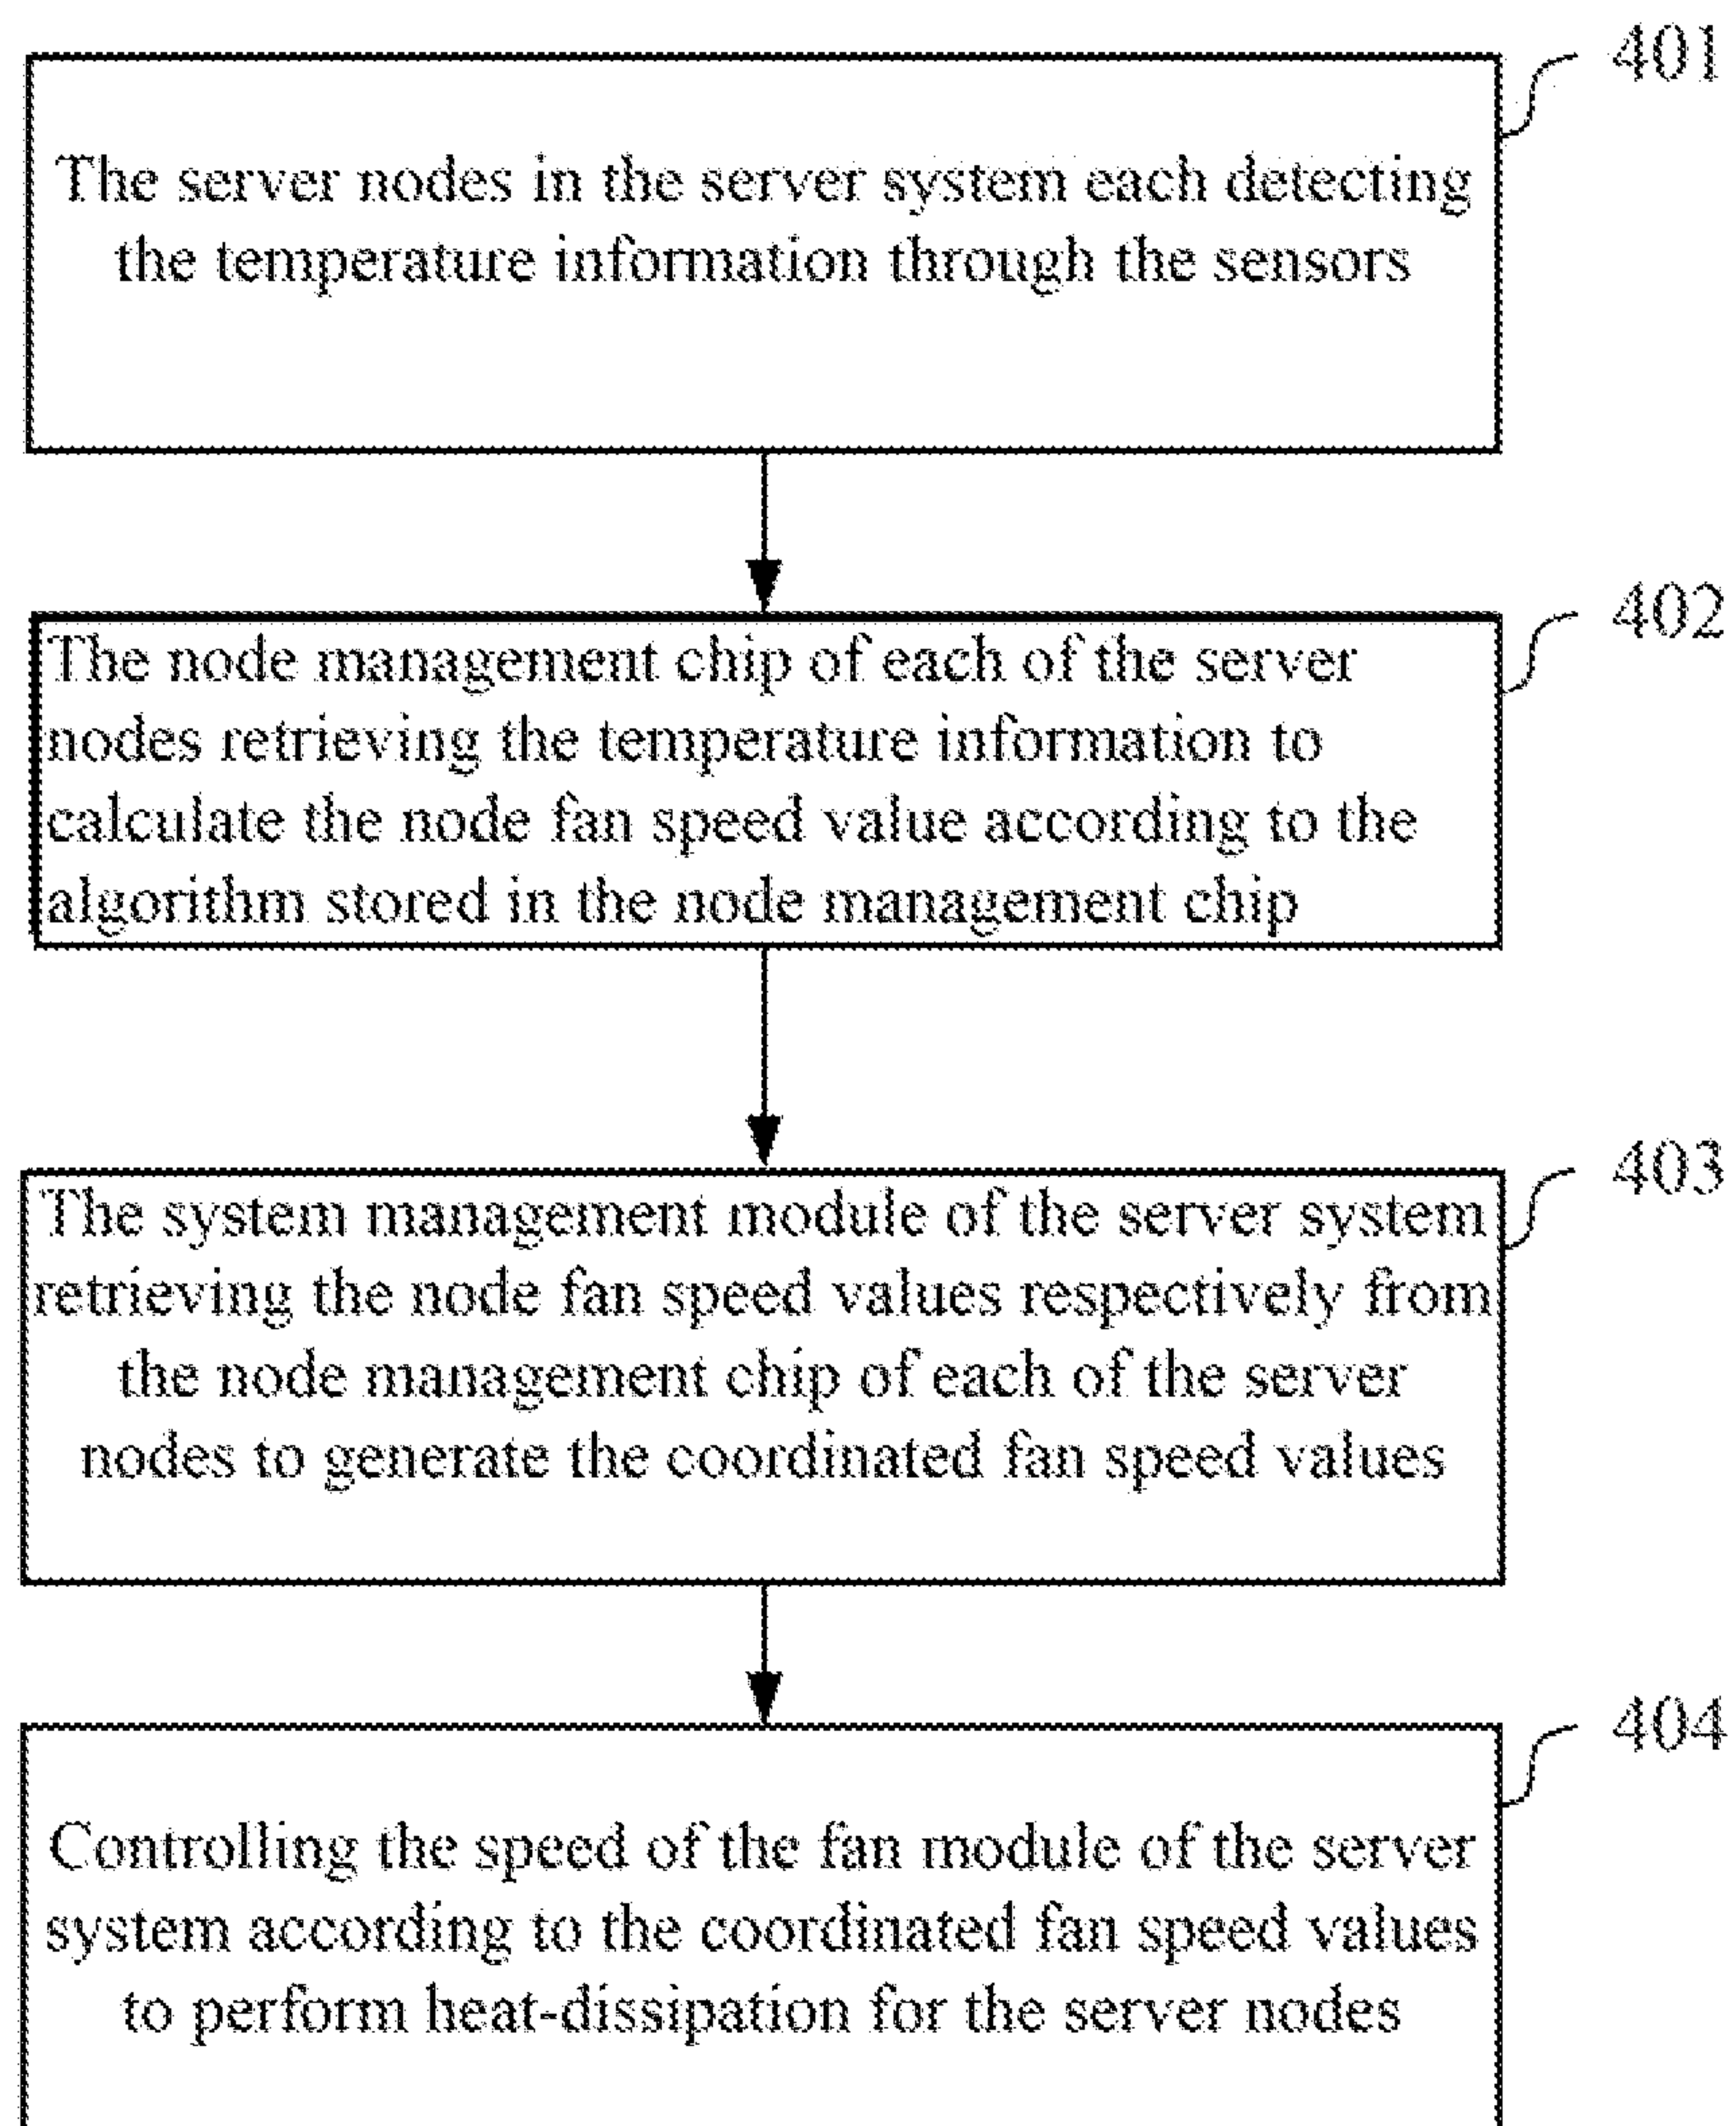 401
The server nodes in the server system each detecting
the temperature information through the sensors
402
The node management chip of each of the server
nodes retrieving the temperature information to
calculate the node fan speed value according to the
algorithm stored in the node management chip
403
The system management module of the server system
retrieving the node fan speed values respectively from
the node management chip of each of the server
nodes to generate the coordinated fan speed values
404
Controlling the speed of the fan module of the server
system according to the coordinated fan speed values
to perform heat-dissipation for the server nodes